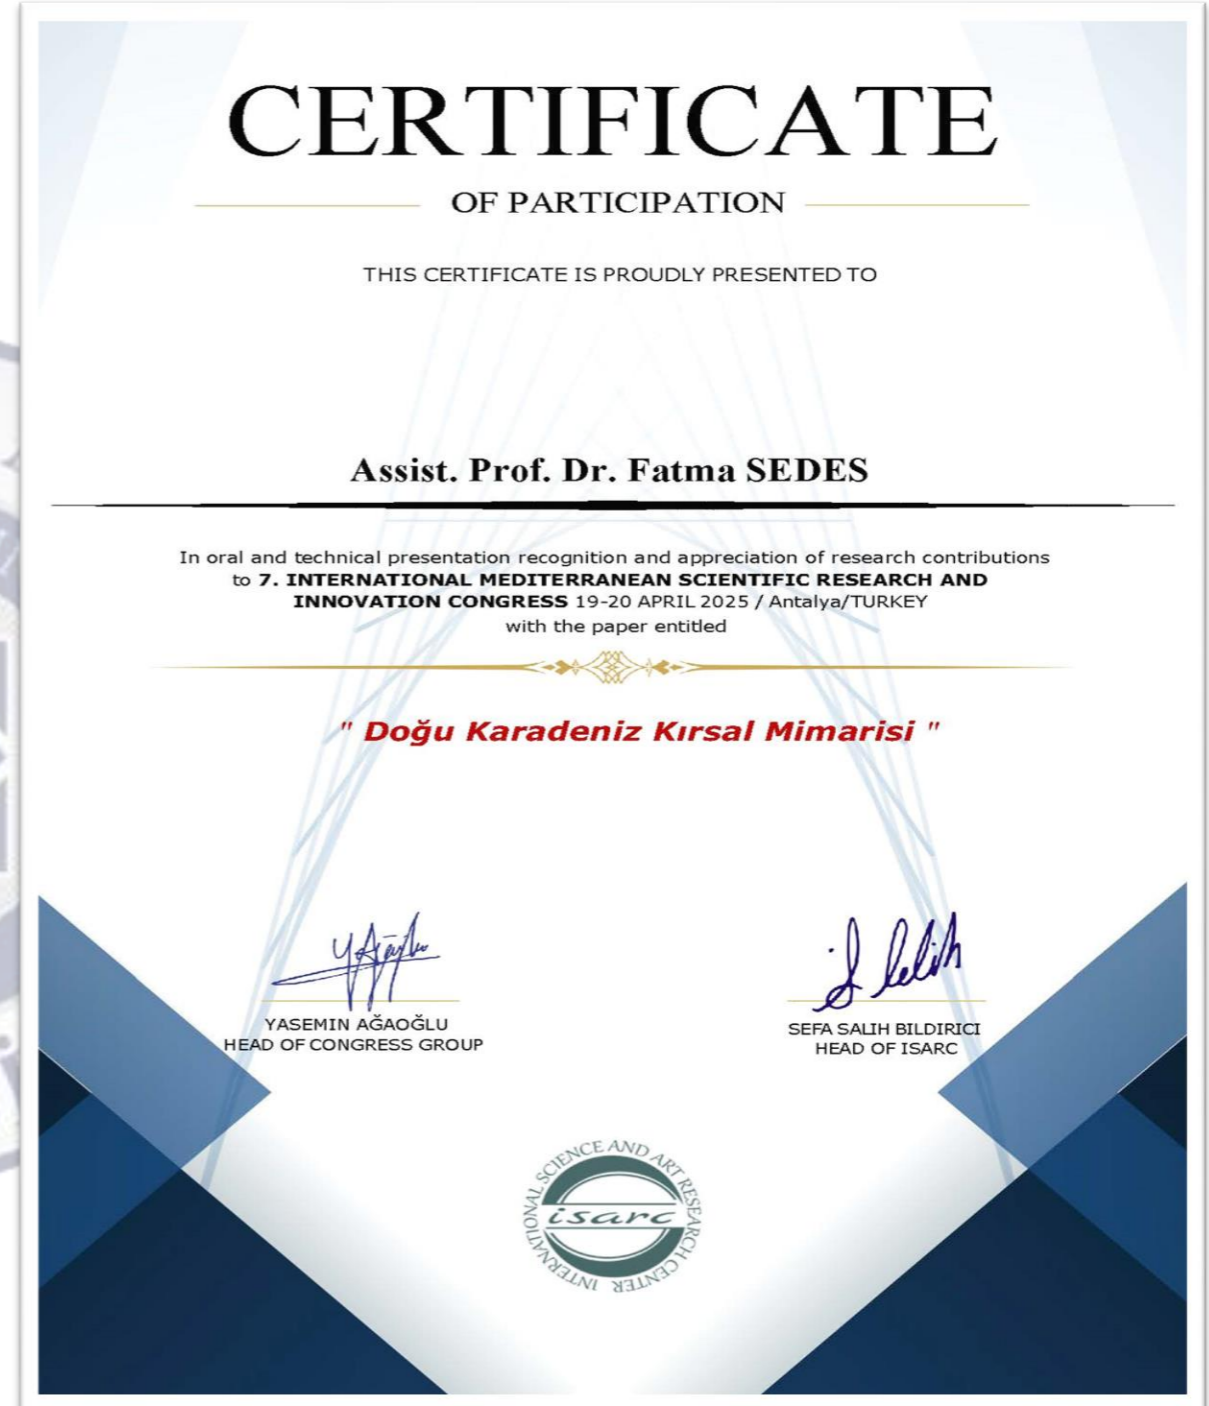 CERTIFICATE
OF PARTICIPATION
THIS CERTIFICATE IS PROUDLY PRESENTED TO
Assist. Prof. Dr. Fatma SEDES
In oral and technical presentation recognition and appreciation of research contributions
to 7. INTERNATIONAL MEDITERRANEAN SCIENTIFIC RESEARCH AND
INNOVATION CONGRESS 19-20 APRIL 2025 / Antalya/TURKEY
with the paper entitled
" Doğu Karadeniz Kırsal Mimarisi "
YASEMIN AĞAOĞLU
HEAD OF CONGRESS GROUP
SEFA SALIH BILDIRICI
HEAD OF ISARC
INTERNATIONAL SCIENCE AND ART RESEARCH CENTER
isarc